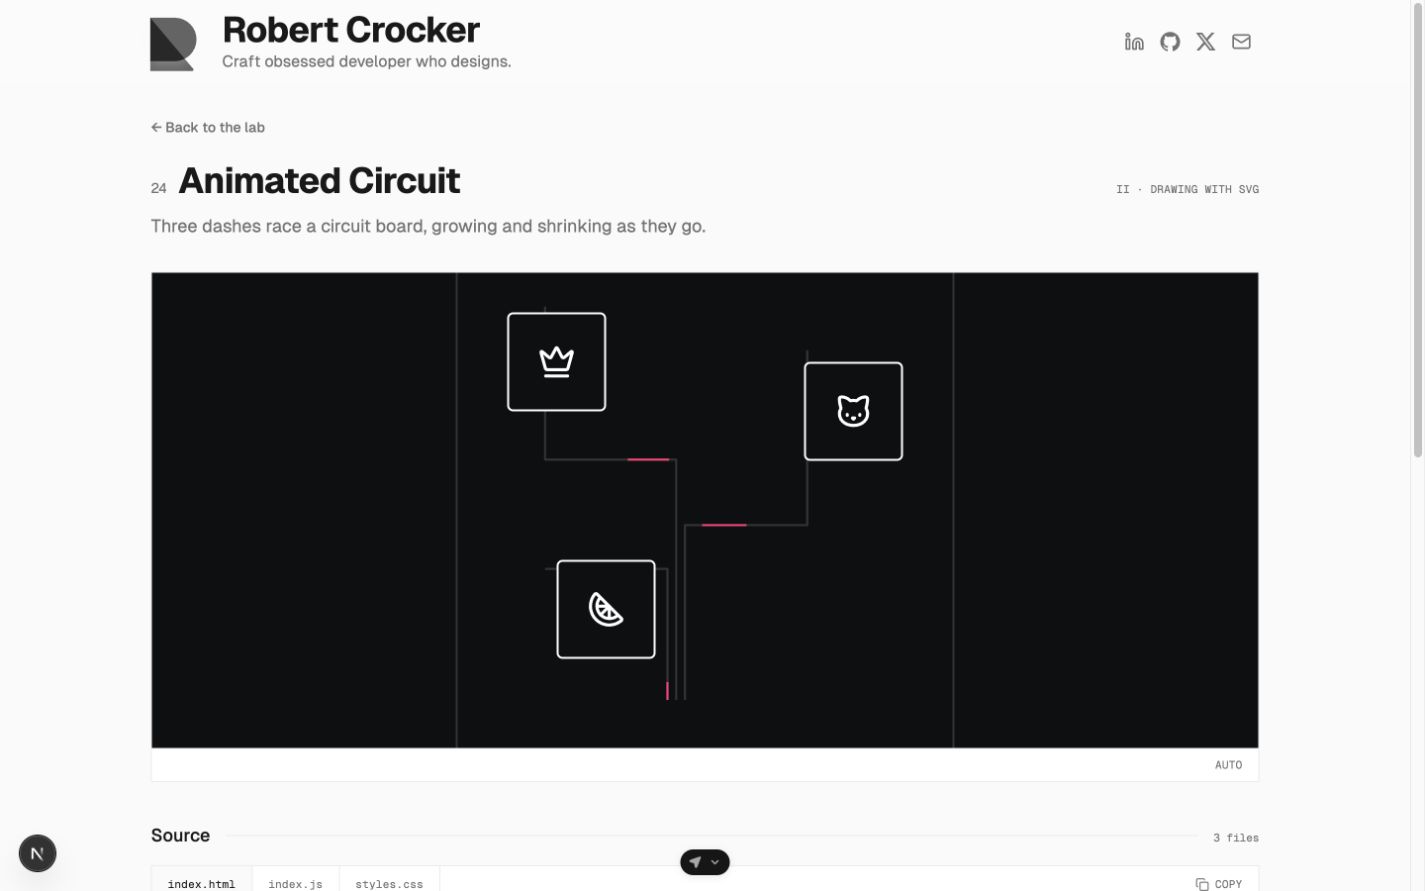 Robert Crocker
Craft obsessed developer who designs.
← Back to the lab
24 Animated Circuit
II · DRAWING WITH SVG
Three dashes race a circuit board, growing and shrinking as they go.
AUTO
Source
3 files
index.html index.js styles.css
COPY
N